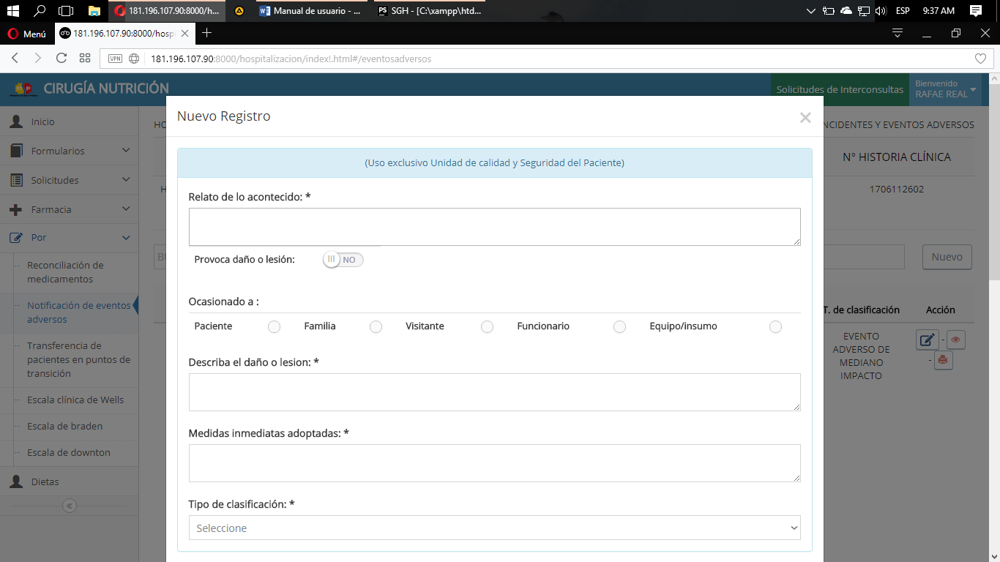 181.196.107.90:8000/h...
Manual de usuario - ...
PS
SGH - [C:\xampp\htd...
ESP
9:37 AM
Menú
181.196.107.90:8000/hosp
VPN
181.196.107.90:8000/hospitalizacion/index!.html#/eventosadversos
CIRUGÍA NUTRICIÓN
Solicitudes de Interconsultas
Bienvenido
RAFAE REAL
Inicio
Formularios
Solicitudes
Farmacia
Por
Reconciliación de
medicamentos
Notificación de eventos
adversos
Transferencia de
pacientes en puntos de
transición
Escala clínica de Wells
Escala de braden
Escala de downton
Dietas
HO
NCIDENTES Y EVENTOS ADVERSOS
N° HISTORIA CLÍNICA
H
1706112602
BU
Nuevo
T. de clasificación
Acción
EVENTO
ADVERSO DE
MEDIANO
IMPACTO
-
-
Nuevo Registro
(Uso exclusivo Unidad de calidad y Seguridad del Paciente)
Relato de lo acontecido: *
Provoca daño o lesión:
NO
Ocasionado a :
Paciente
Familia
Visitante
Funcionario
Equipo/insumo
Describa el daño o lesion: *
Medidas inmediatas adoptadas: *
Tipo de clasificación: *
Seleccione